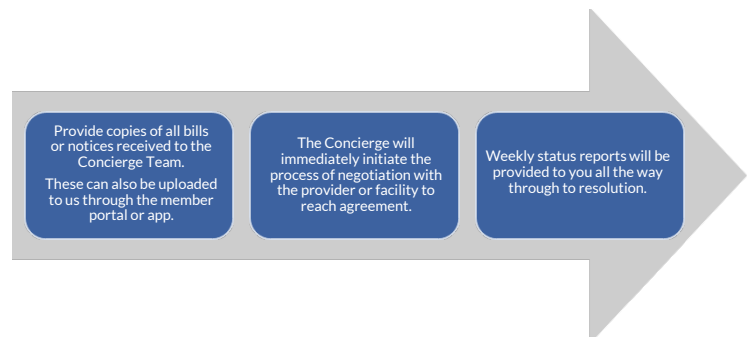 Provide copies of all bills
or notices received to the
Concierge Team.
These can also be uploaded
to us through the member
portal or app.
The Concierge will
immediately initiate the
process of negotiation with
the provider or facility to
reach agreement.
Weekly status reports will be
provided to you all the way
through to resolution.